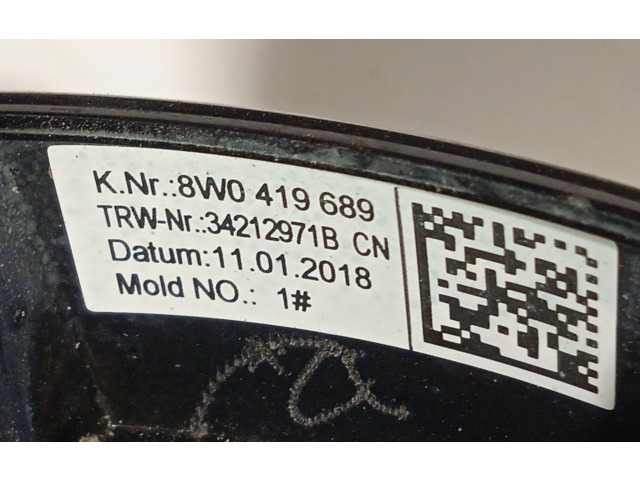 K.Nr.:8W0 419 689
TRW-Nr.:34212971B CN
Datum:11.01.2018
Mold NO.: 1#